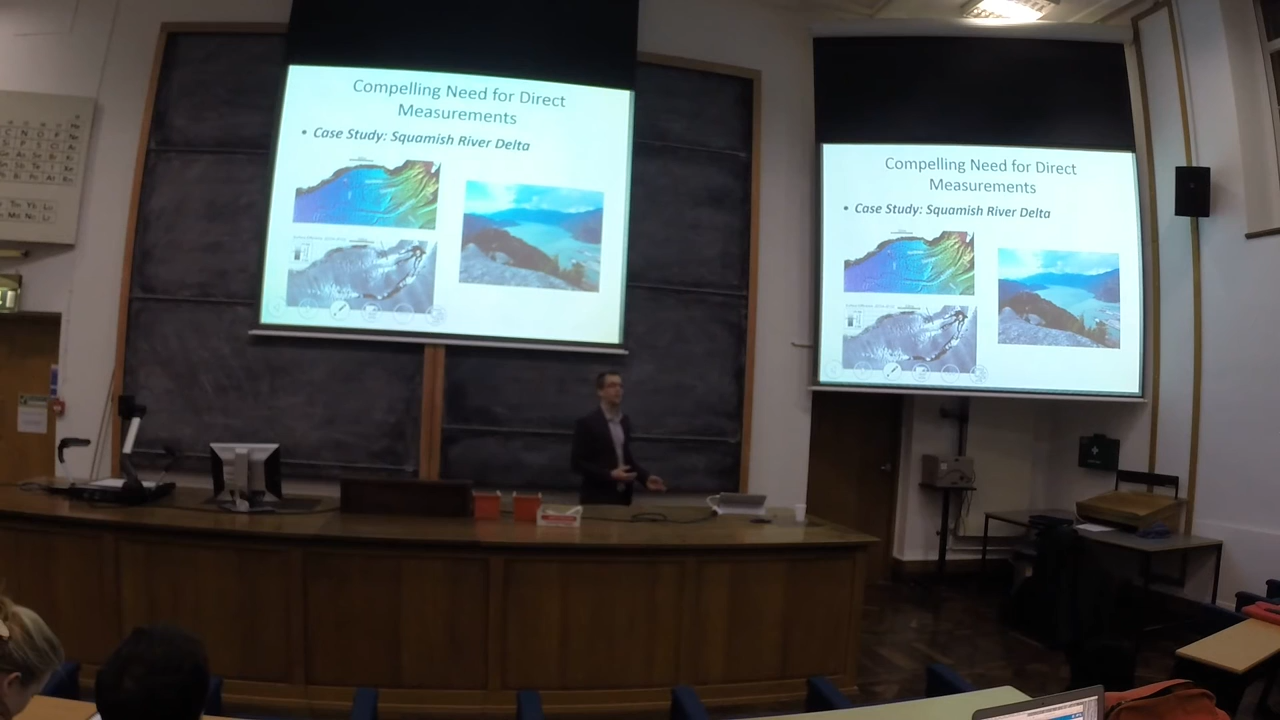 Compelling Need for Direct
Measurements
• Case Study: Squamish River Delta
Compelling Need for Direct
Measurements
• Case Study: Squamish River Delta